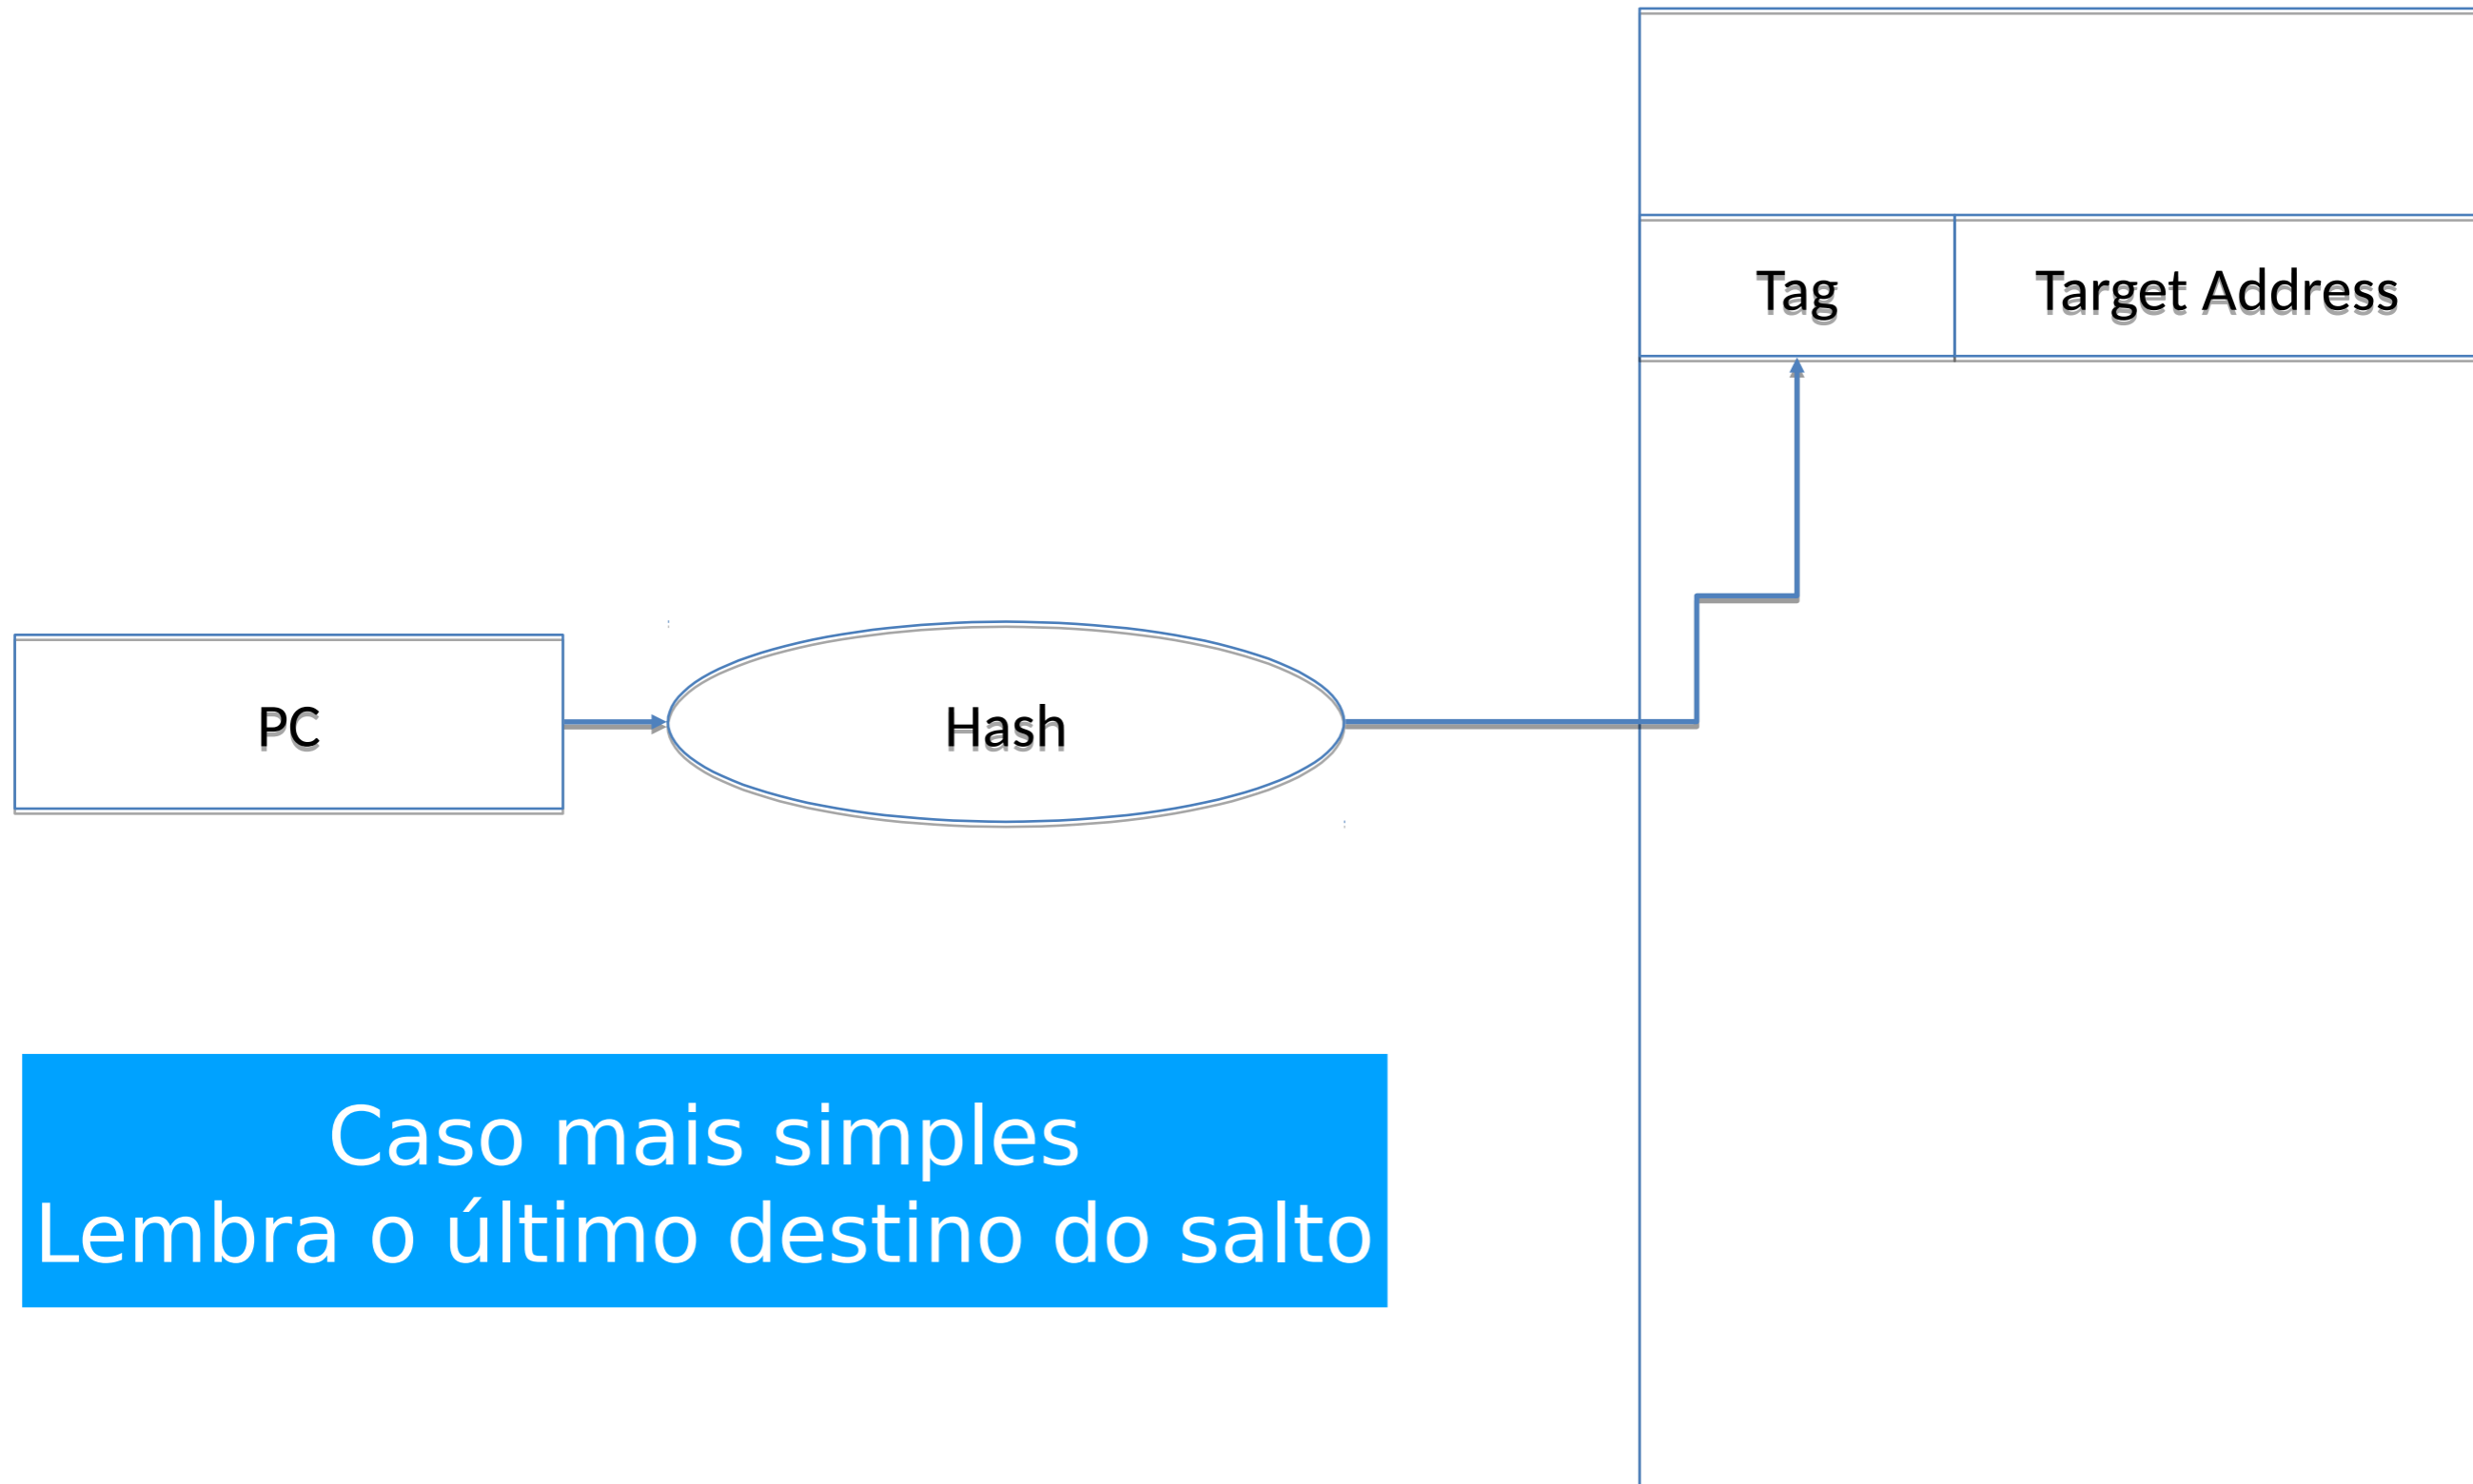 Tag
Target Address
PC
Hash
Caso mais simples
Lembra o último destino do salto